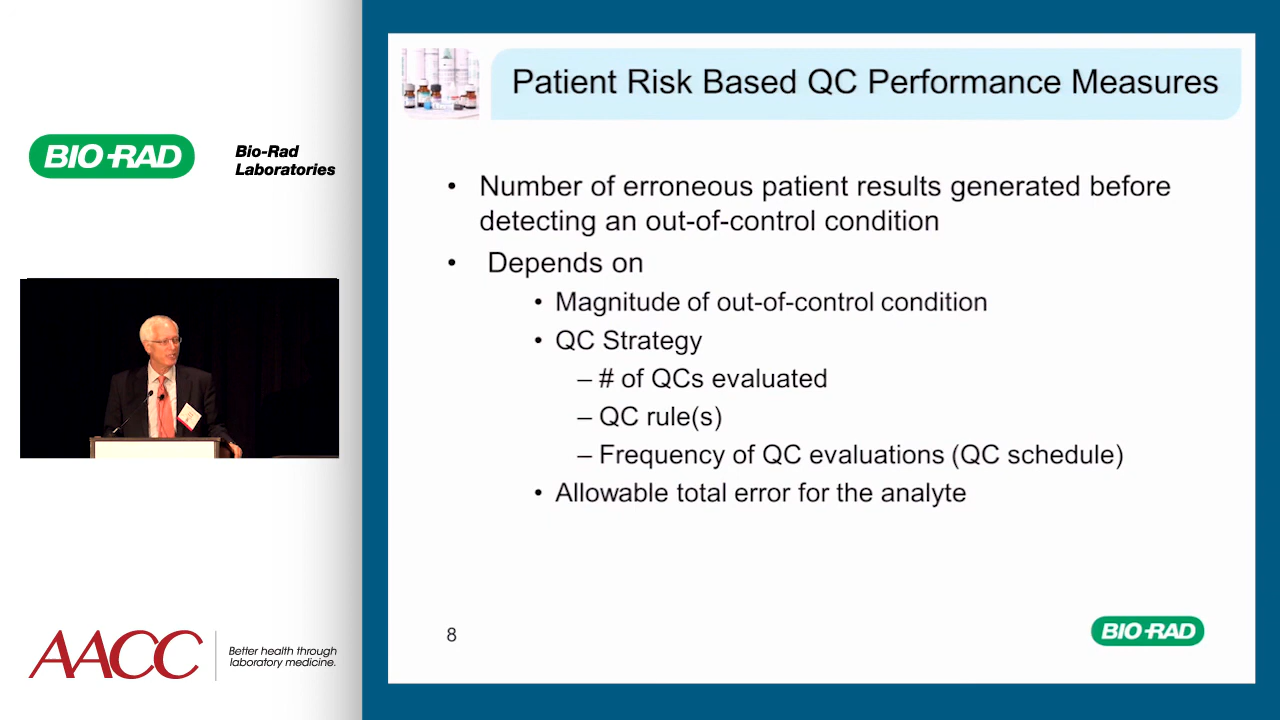 BIO-RAD
Bio-Rad
Laboratories
AACC
Better health through
laboratory medicine.
Patient Risk Based QC Performance Measures
• Number of erroneous patient results generated before
detecting an out-of-control condition
• Depends on
• Magnitude of out-of-control condition
• QC Strategy
– # of QCs evaluated
– QC rule(s)
– Frequency of QC evaluations (QC schedule)
• Allowable total error for the analyte
8
BIO-RAD